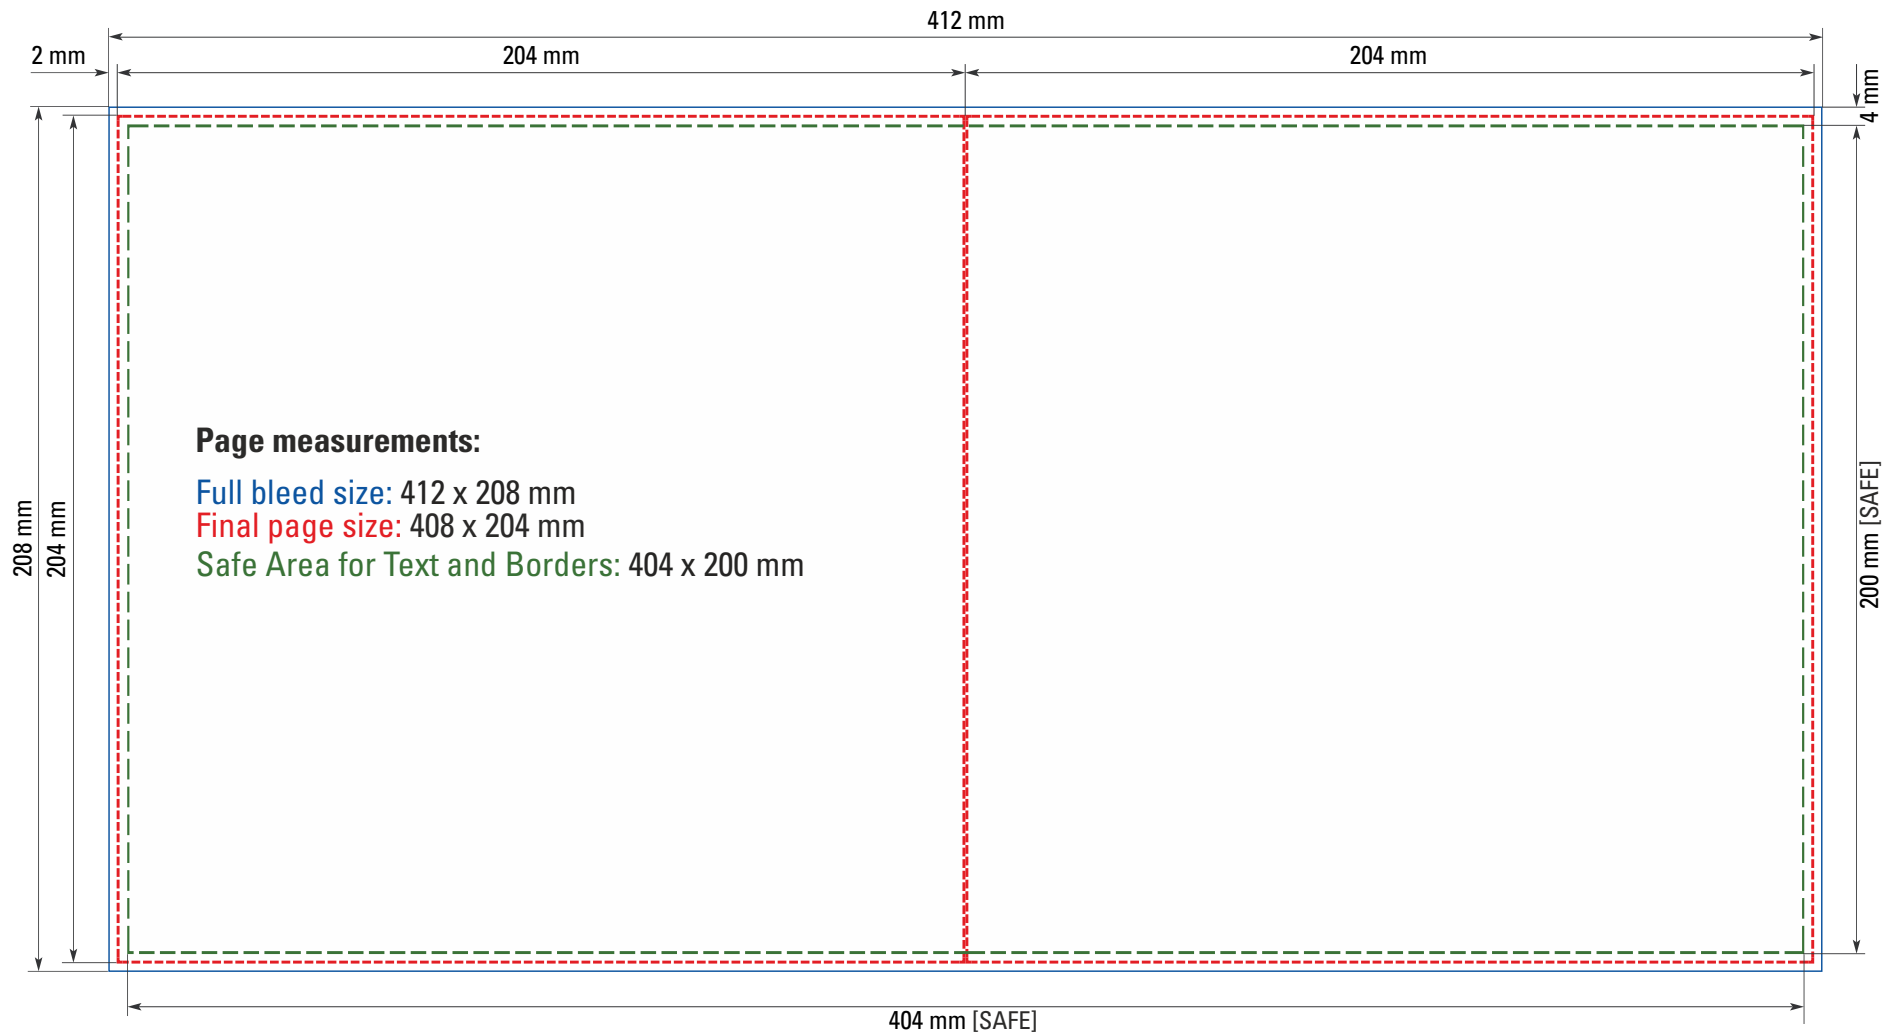 412 mm
2 mm
204 mm
204 mm
4 mm
Page measurements:
Full bleed size: 412 x 208 mm
Final page size: 408 x 204 mm
Safe Area for Text and Borders: 404 x 200 mm
208 mm
204 mm
200 mm [SAFE]
404 mm [SAFE]